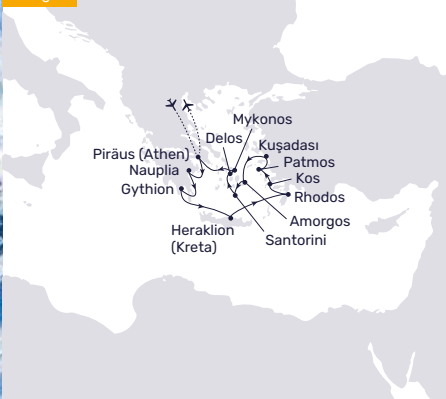 Mykonos
Delos
Kuşadası
Piräus (Athen)
Patmos
Nauplia
Kos
Gythion
Rhodos
Amorgos
Heraklion
(Kreta)
Santorini